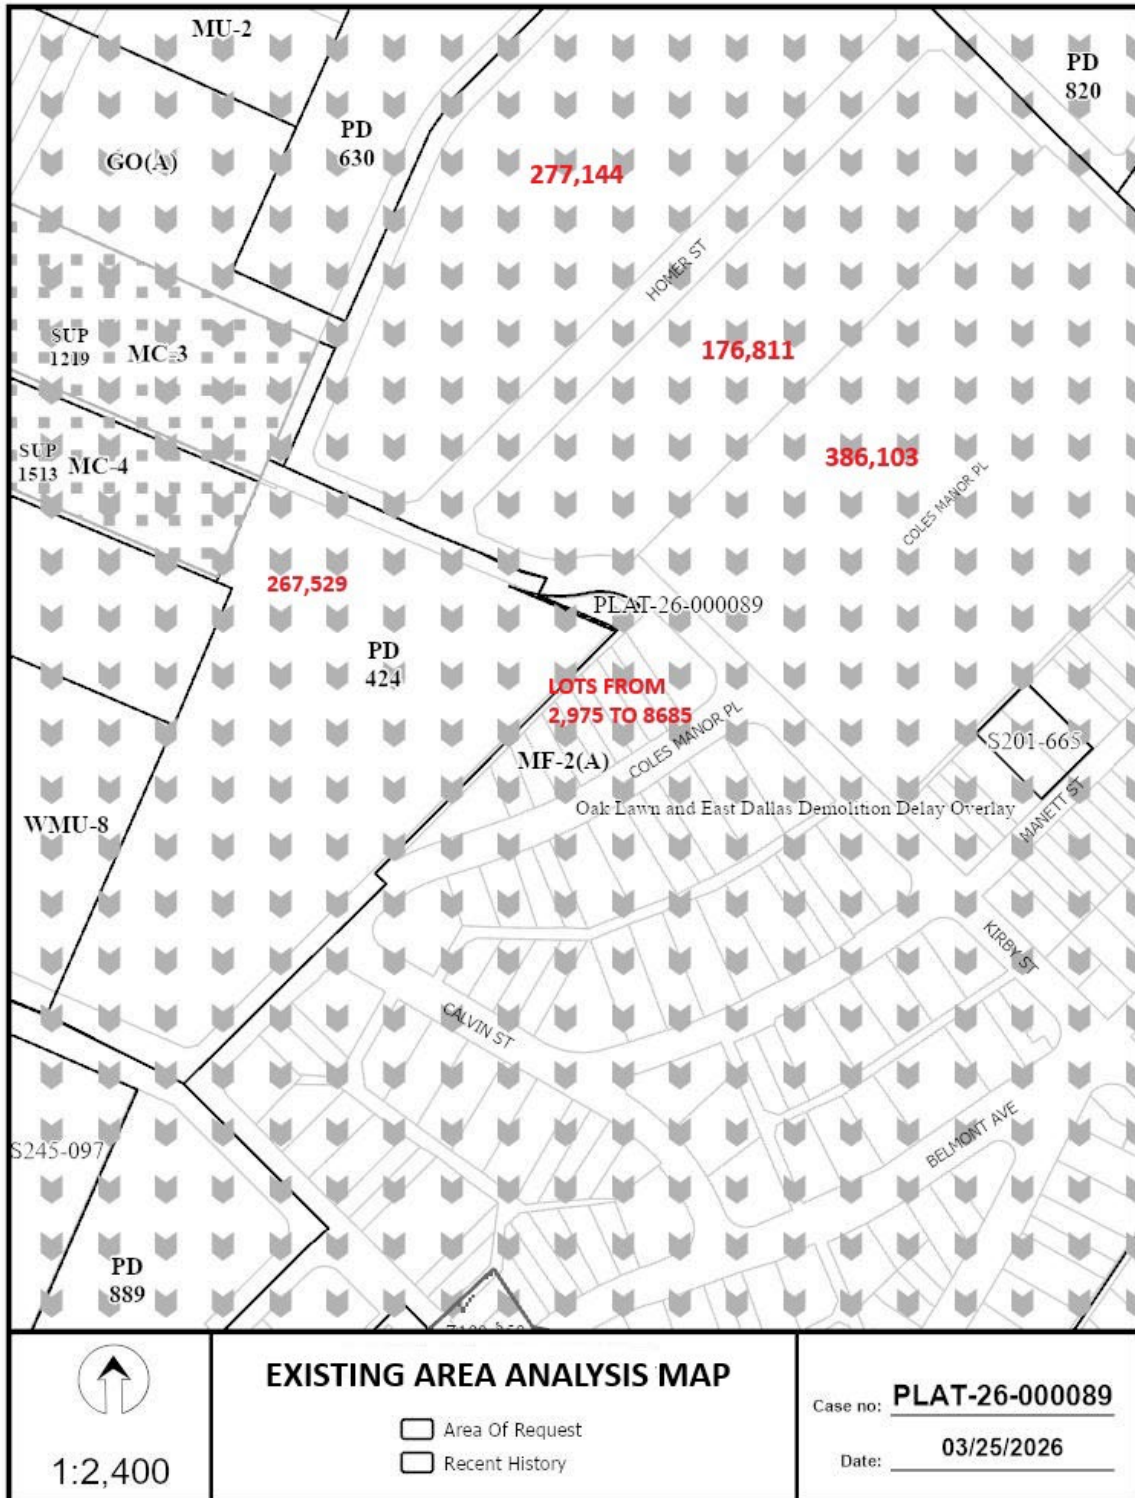 MU-2
PD
820
PD
630
GO(A)
277,144
HOMER ST
SUP
1219
MC-3
176,811
SUP
1513
MC-4
386,103
COLES MANOR PL
267,529
PLAT-26-000089
PD
424
LOTS FROM
2,975 TO 8685
COLES MANOR PL
S201-665
MF-2(A)
Oak Lawn and East Dallas Demolition Delay Overlay
MANETT ST
WMU-8
KIRBY ST
CALVIN ST
BELMONT AVE
S245-097
PD
889
EXISTING AREA ANALYSIS MAP
Area Of Request
Recent History
1:2,400
Case no: PLAT-26-000089
Date: 03/25/2026